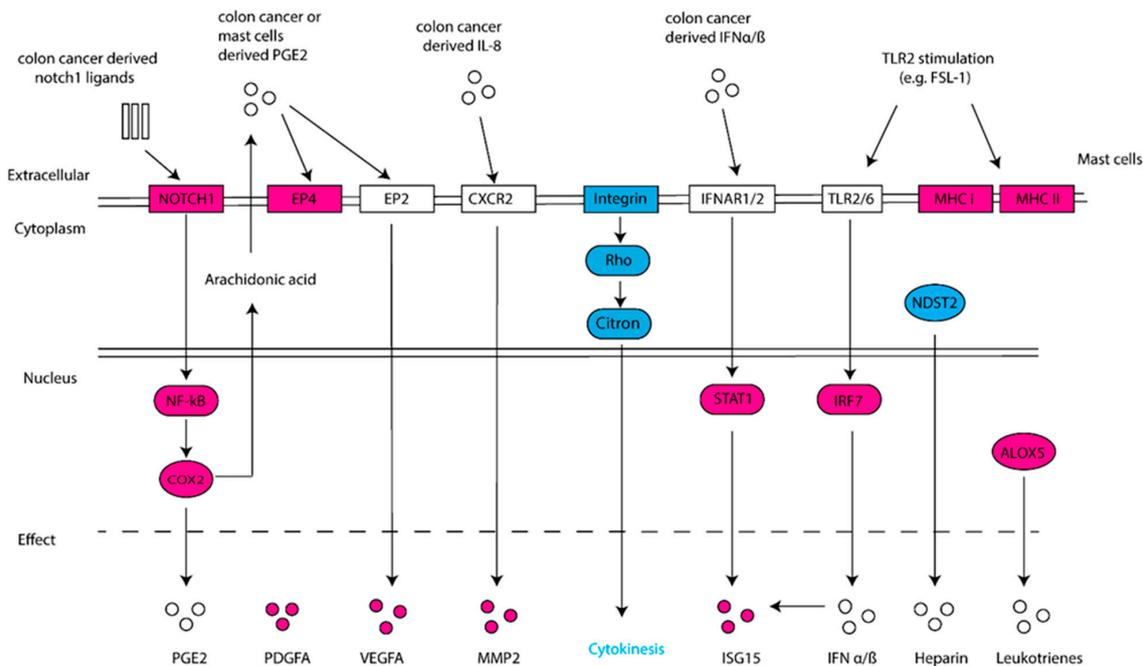 colon cancer derived
notch1 ligands
colon cancer or
mast cells
derived PGE2
colon cancer
derived IL-8
colon cancer
derived IFNα/ß
TLR2 stimulation
(e.g. FSL-1)
Mast cells
Extracellular
NOTCH1
EP4
EP2
CXCR2
Integrin
IFNAR1/2
TLR2/6
MHC I
MHC II
Cytoplasm
Rho
Arachidonic acid
Citron
NDST2
Nucleus
NF-kB
STAT1
IRF7
COX2
ALOX5
Effect
PGE2
PDGFA
VEGFA
MMP2
Cytokinesis
ISG15
IFN α/ß
Heparin
Leukotrienes